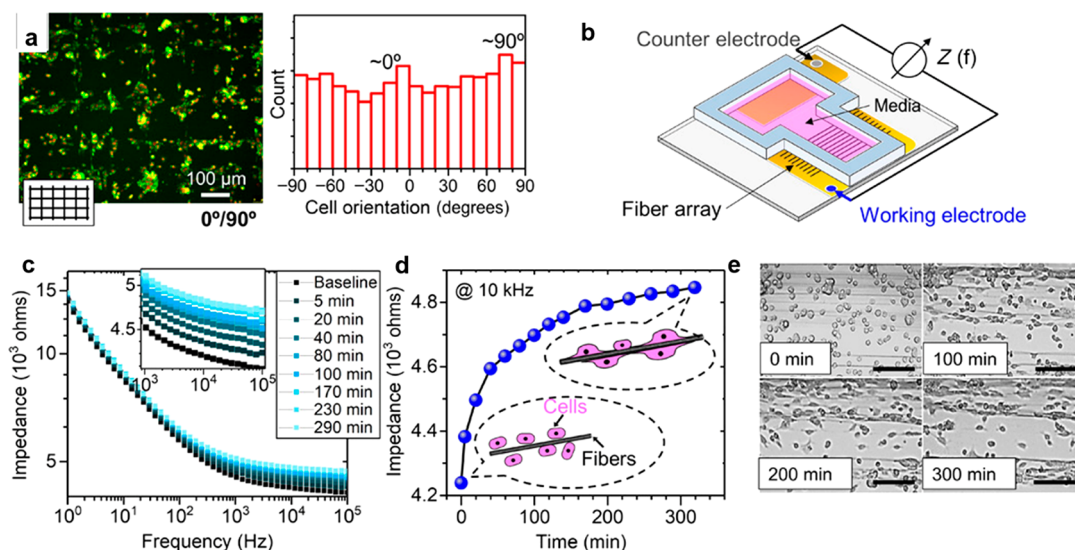 a
100 μm
0º/90º
Count
~0º
~90º
−90
−60
−30
0
30
60
90
Cell orientation (degrees)
b
Counter electrode
Z (f)
Media
Fiber array
Working electrode
c
Impedance (10³ ohms)
15
10
5
10⁰
10¹
10²
10³
10⁴
10⁵
Frequency (Hz)
5
4.5
10³
10⁴
10⁵
Baseline
5 min
20 min
40 min
80 min
100 min
170 min
230 min
290 min
d
@ 10 kHz
Impedance (10³ ohms)
4.8
4.6
4.4
4.2
0
100
200
300
Time (min)
Cells
Fibers
e
0 min
100 min
200 min
300 min